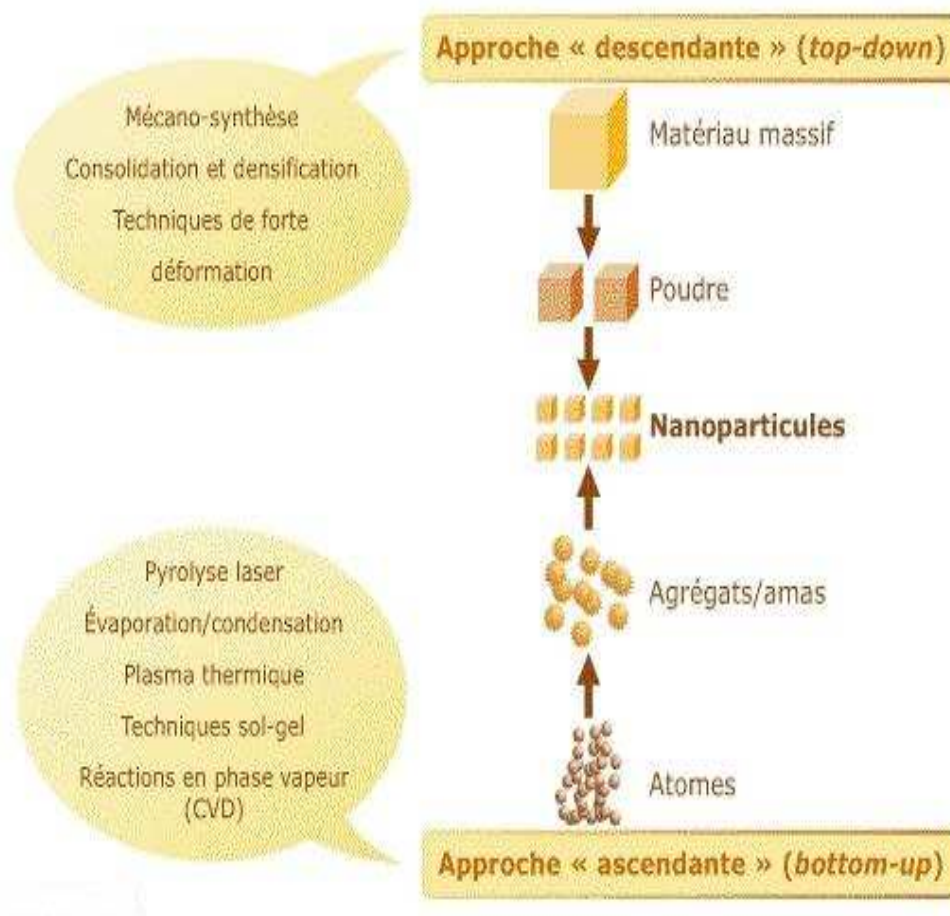 Approche « descendante » (top-down)
Mécano-synthèse
Consolidation et densification
Techniques de forte
déformation
Matériau massif
Poudre
Nanoparticules
Agrégats/amas
Atomes
Pyrolyse laser
Évaporation/condensation
Plasma thermique
Techniques sol-gel
Réactions en phase vapeur
(CVD)
Approche « ascendante » (bottom-up)